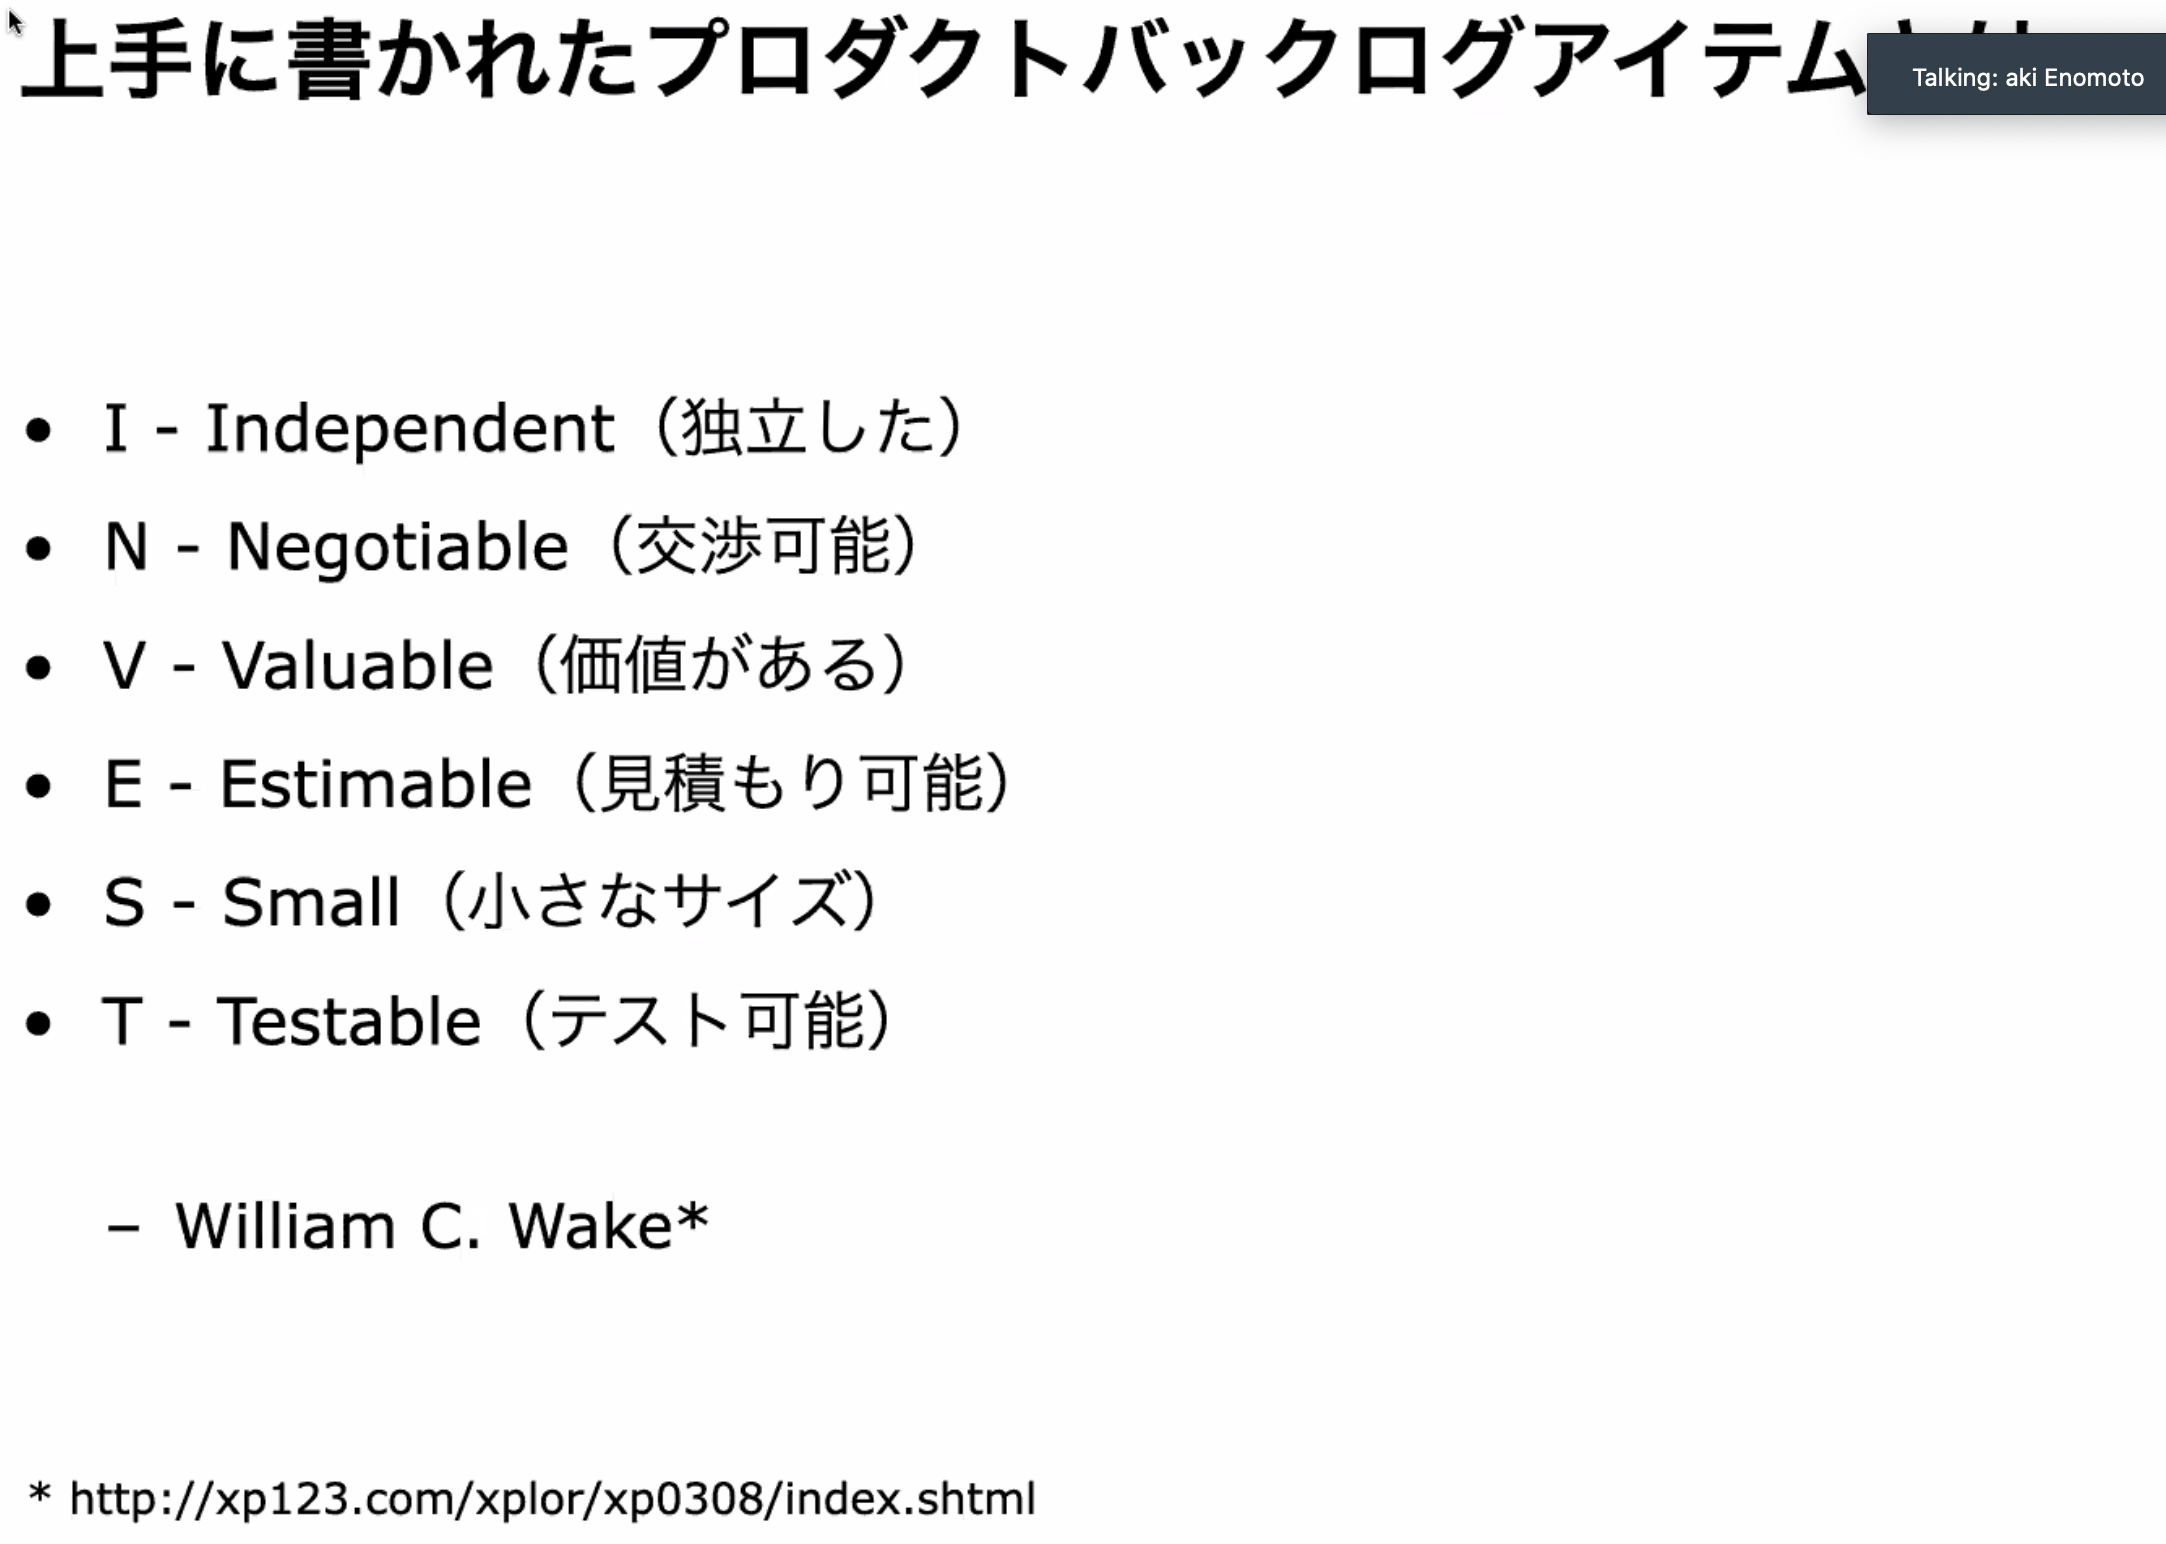 上手に書かれたプロダクトバックログアイテムとは
Talking: aki Enomoto
• I - Independent（独立した）
• N - Negotiable（交渉可能）
• V - Valuable（価値がある）
• E - Estimable（見積もり可能）
• S - Small（小さなサイズ）
• T - Testable（テスト可能）
– William C. Wake*
* http://xp123.com/xplor/xp0308/index.shtml